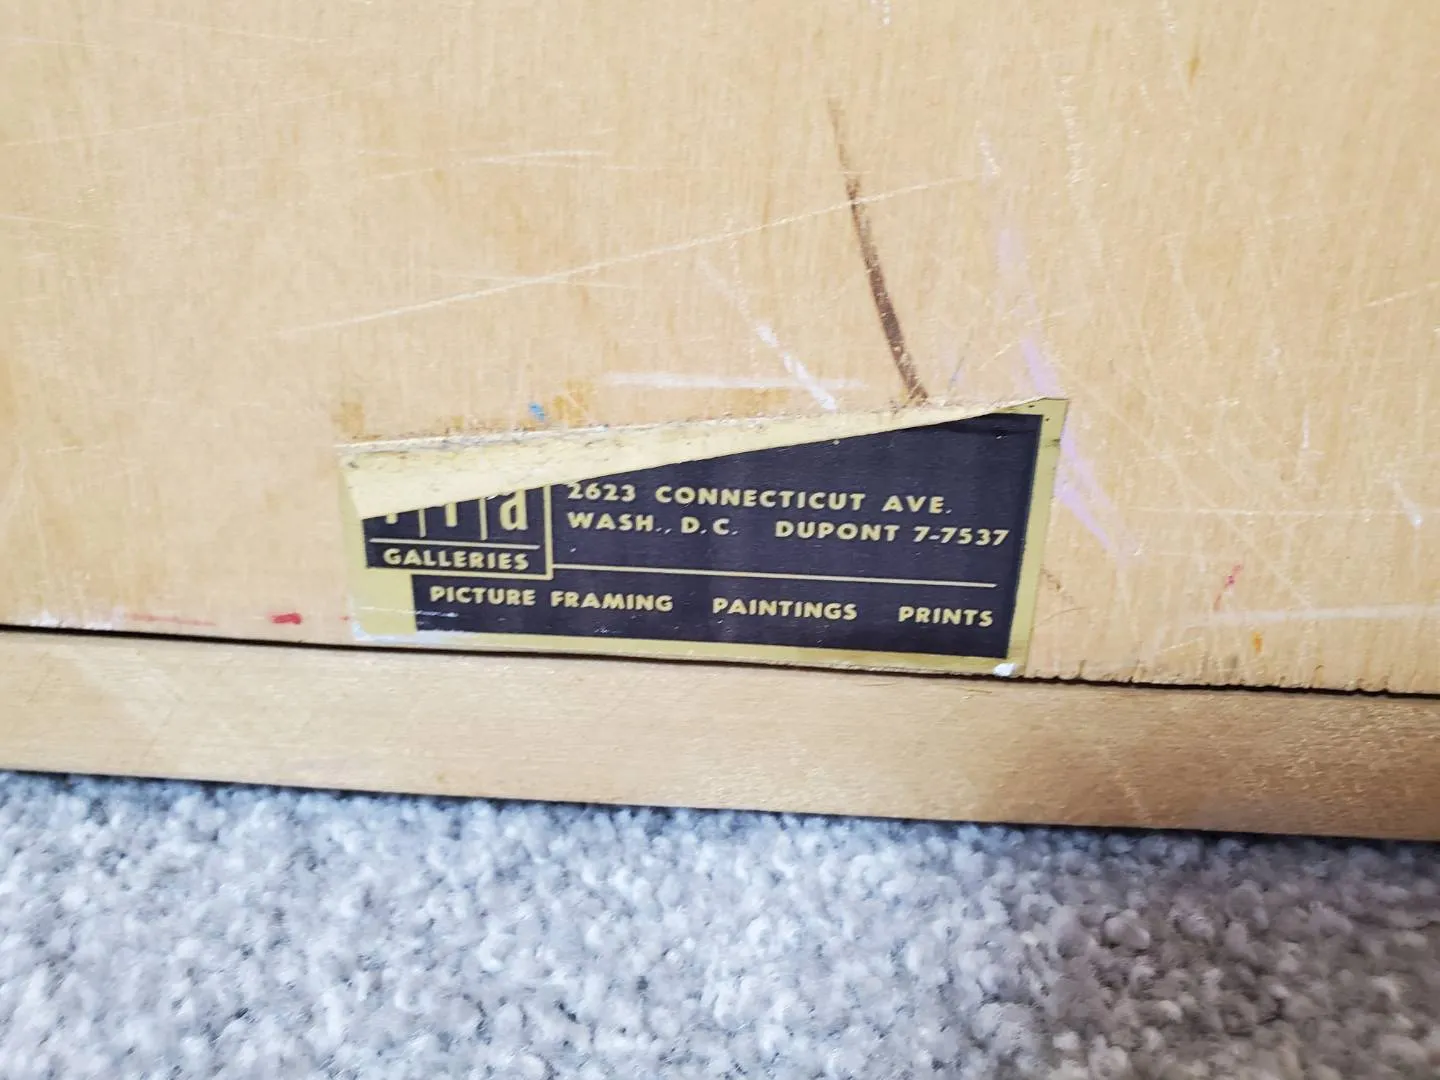 2623 CONNECTICUT AVE.
WASH., D.C. DUPONT 7-7537
GALLERIES
PICTURE FRAMING PAINTINGS PRINTS